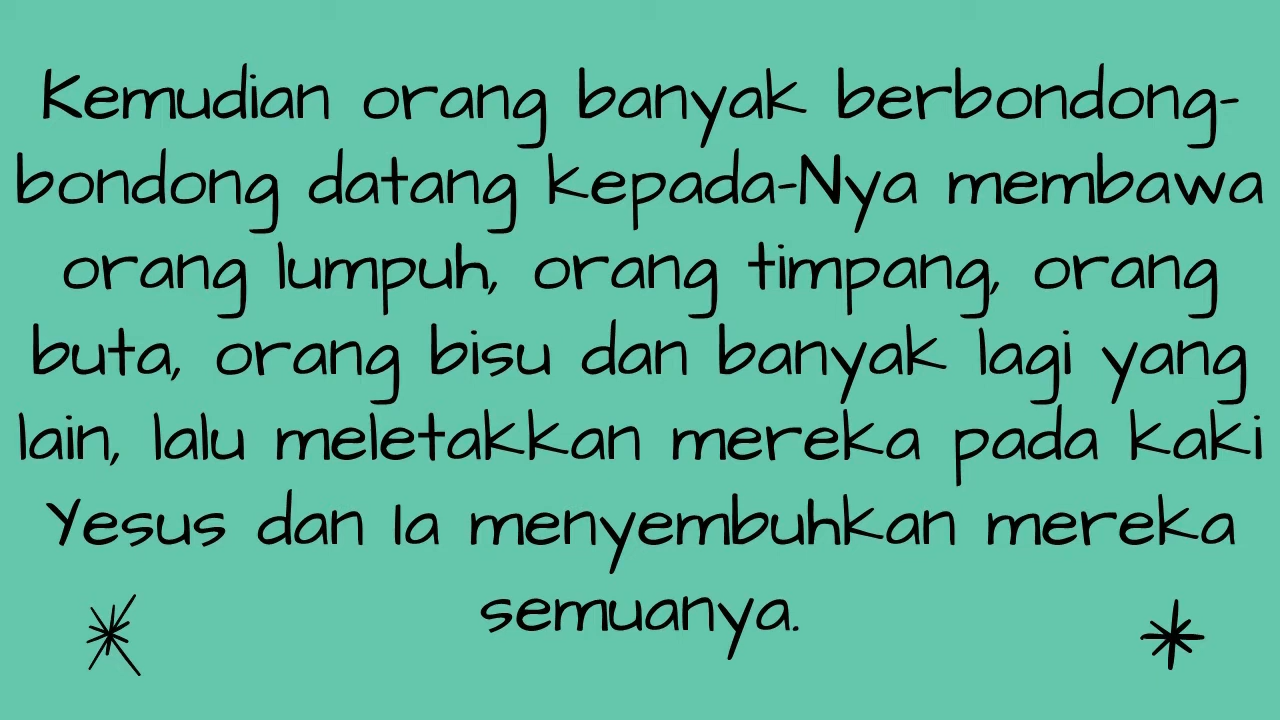 Kemudian orang banyak berbondong-
bondong datang kepada-Nya membawa
orang lumpuh, orang timpang, orang
buta, orang bisu dan banyak lagi yang
lain, lalu meletakkan mereka pada kaki
Yesus dan Ia menyembuhkan mereka
semuanya.